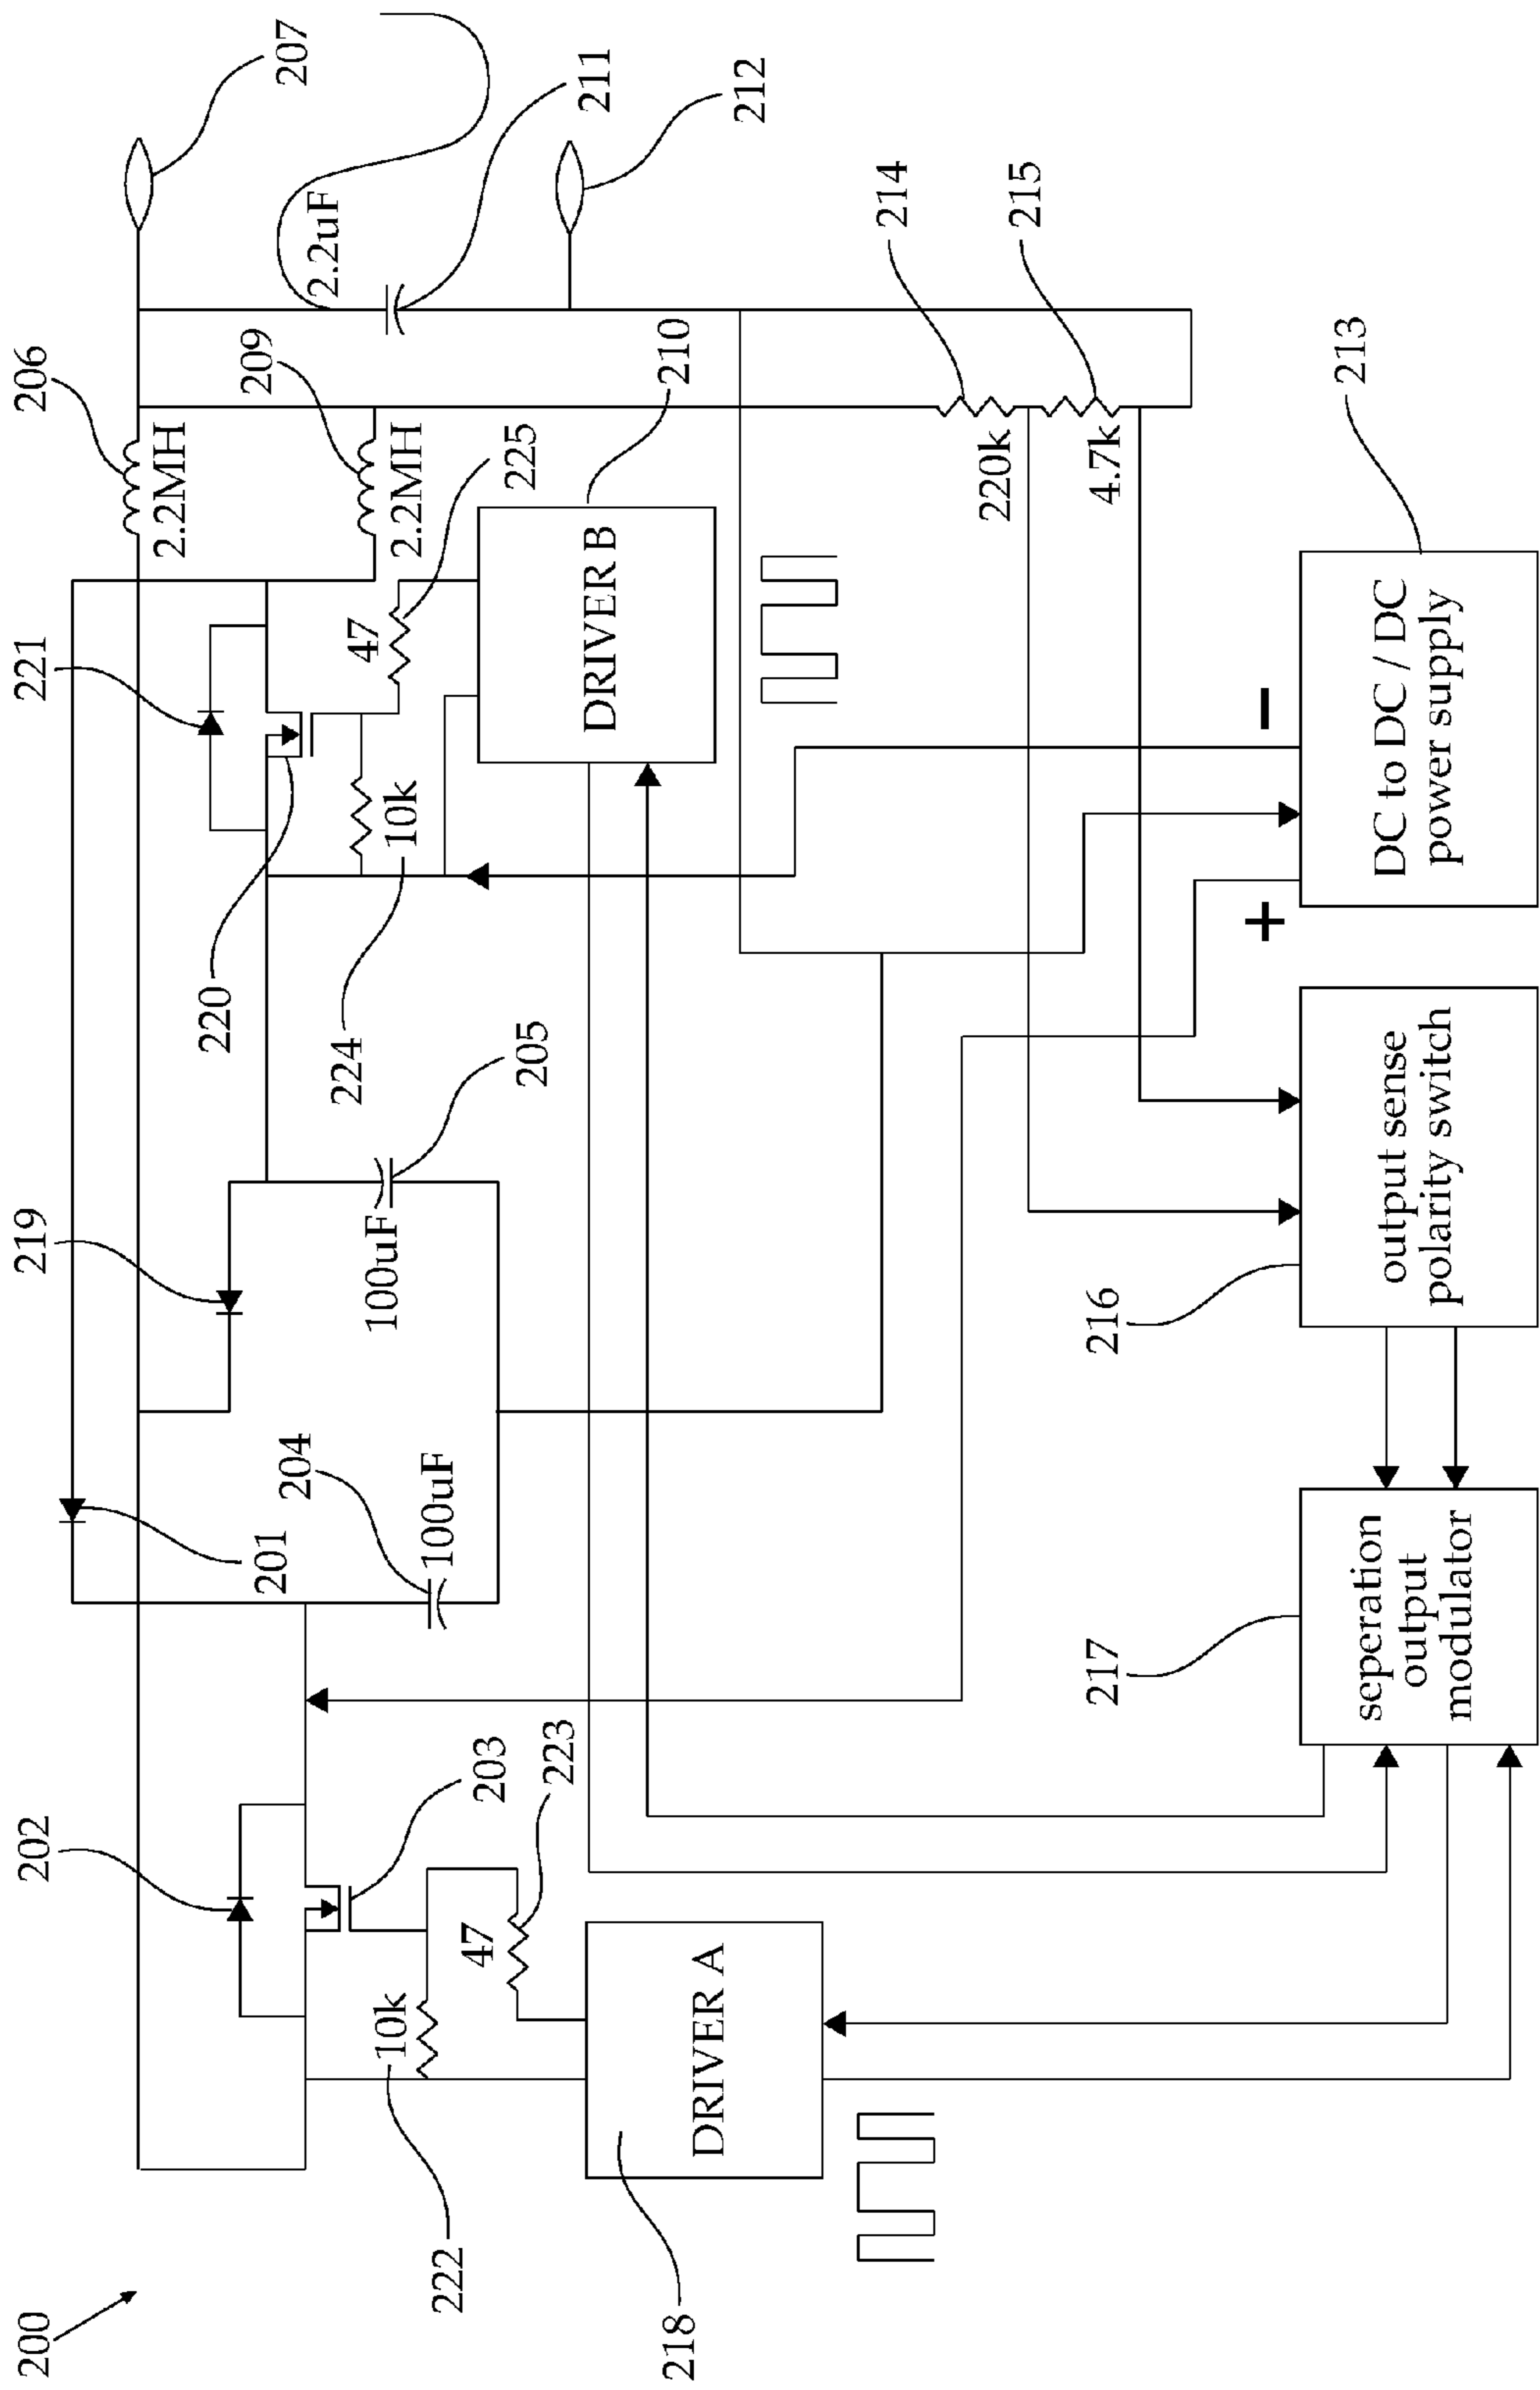 200
202
201
219
221
206
207
2.2MH
209
2.2uF
211
212
2.2MH
225
210
220
47
224
10k
DRIVER B
204
100uF
100uF
205
203
223
222
10k
47
218
DRIVER A
214
215
220k
4.7k
213
217
216
seperation
output
modulator
output sense
polarity switch
+
−
DC to DC / DC
power supply